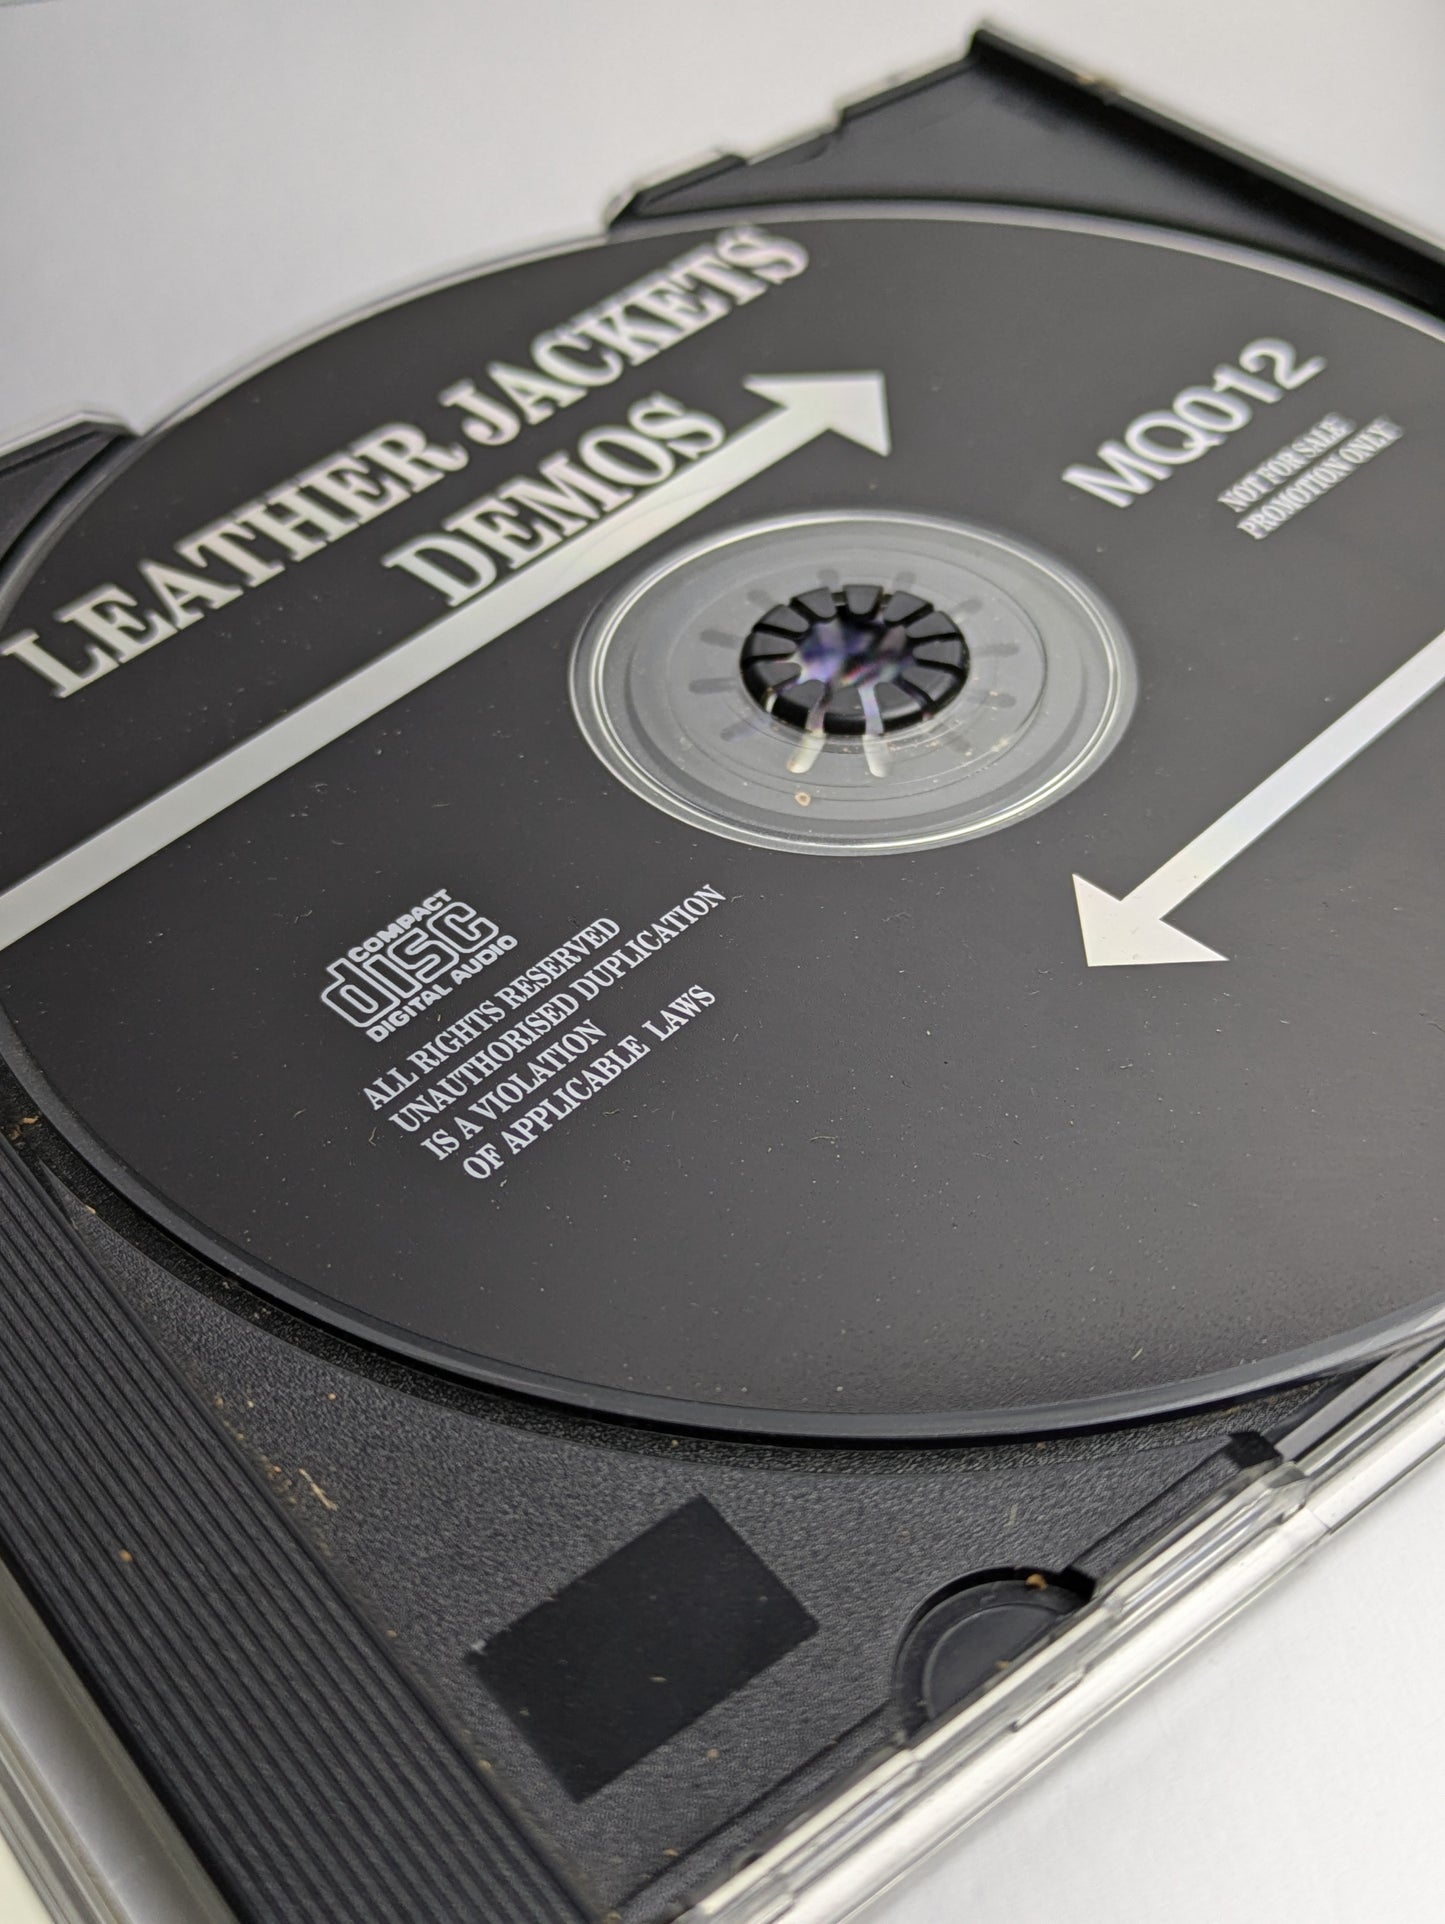 LEATHER JACKETS
DEMOS
MQ012
NOT FOR SALE
PROMOTION ONLY
COMPACT
disc
DIGITAL AUDIO
ALL RIGHTS RESERVED
UNAUTHORISED DUPLICATION
IS A VIOLATION
OF APPLICABLE LAWS